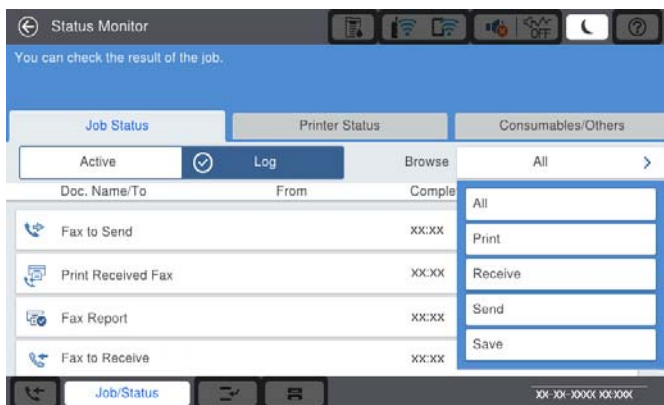 Status Monitor
OFF
?
You can check the result of the job.
Job Status Printer Status Consumables/Others
Active Log Browse All
Doc. Name/To From Comple
All
Fax to Send XX:XX
Print
Print Received Fax XX:XX
Receive
Fax Report XX:XX
Send
Save
Fax to Receive XX:XX
Job/Status XX-XX-XXXX XX:XXX